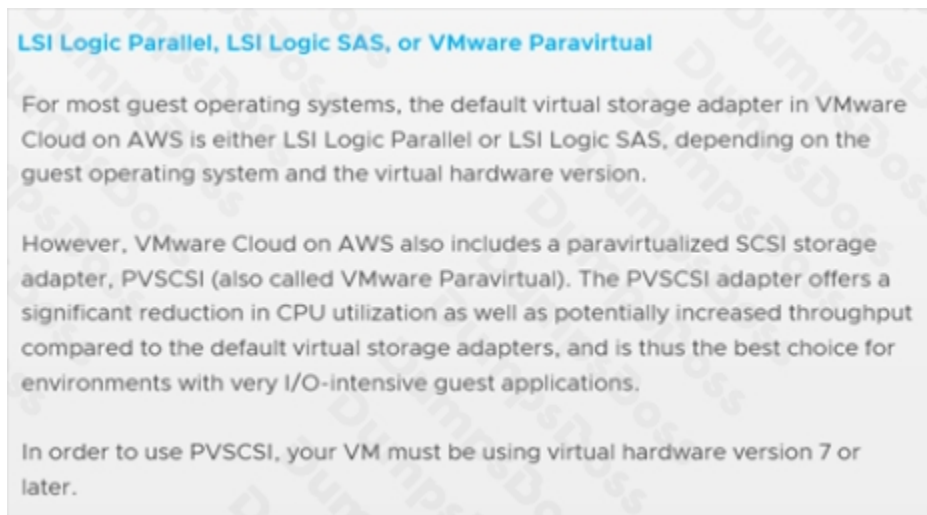 LSI Logic Parallel, LSI Logic SAS, or VMware Paravirtual
For most guest operating systems, the default virtual storage adapter in VMware
Cloud on AWS is either LSI Logic Parallel or LSI Logic SAS, depending on the
guest operating system and the virtual hardware version.
However, VMware Cloud on AWS also includes a paravirtualized SCSI storage
adapter, PVSCSI (also called VMware Paravirtual). The PVSCSI adapter offers a
significant reduction in CPU utilization as well as potentially increased throughput
compared to the default virtual storage adapters, and is thus the best choice for
environments with very I/O-intensive guest applications.
In order to use PVSCSI, your VM must be using virtual hardware version 7 or
later.
DumpsDoss